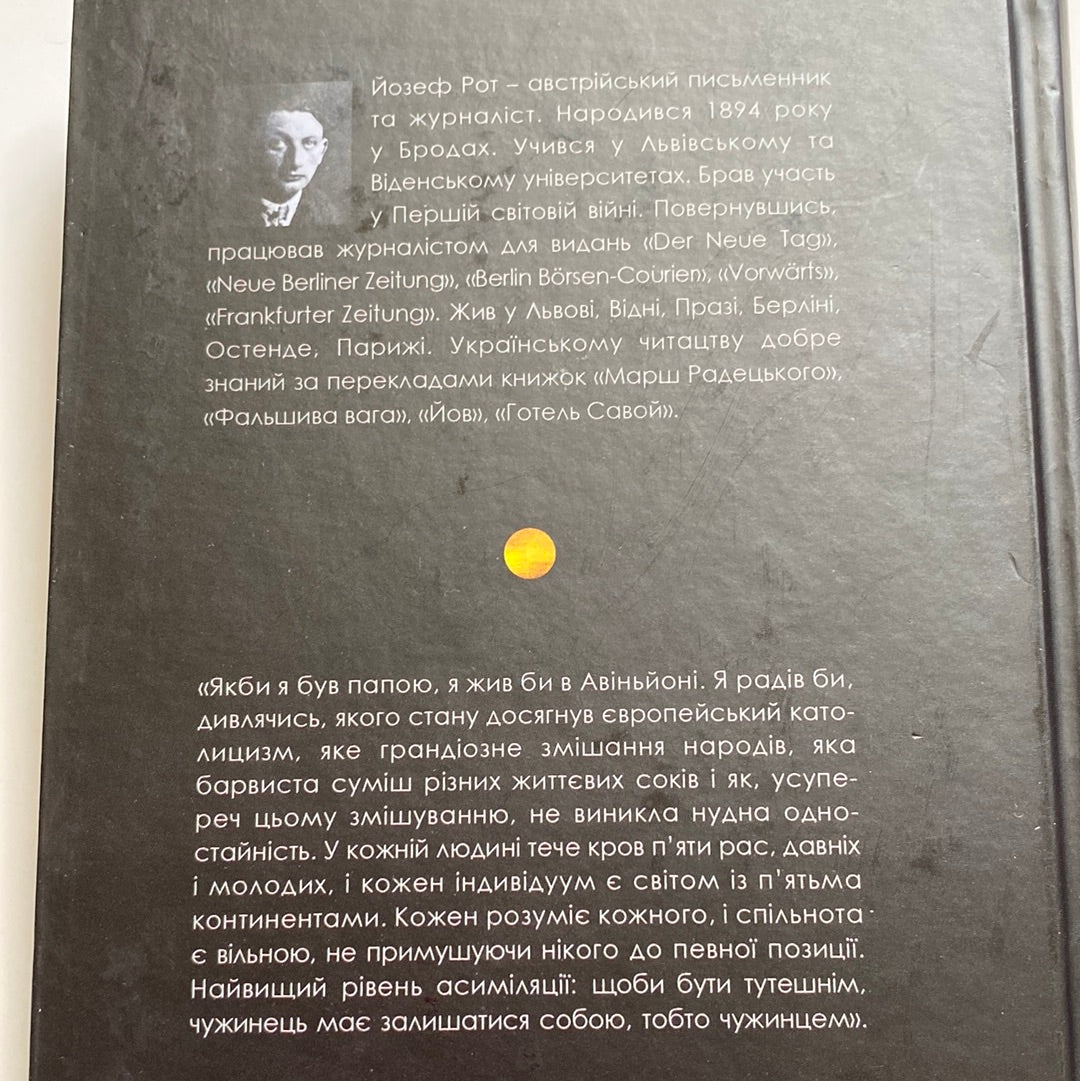 Йозеф Рот – австрійський письменник
та журналіст. Народився 1894 року
у Бродах. Учився у Львівському та
Віденському університетах. Брав участь
у Першій світовій війні. Повернувшись,
працював журналістом для видань «Der Neue Tag»,
«Neue Berliner Zeitung», «Berlin Börsen-Courien», «Vorwärts»,
«Frankfurter Zeitung». Жив у Львові, Відні, Празі, Берліні,
Остенде, Парижі. Українському читацтву добре
знаний за перекладами книжок «Марш Радецького»,
«Фальшива вага», «Йов», «Готель Савой».
«Якби я був папою, я жив би в Авіньйоні. Я радів би,
дивлячись, якого стану досягнув європейський като-
лицизм, яке грандіозне змішання народів, яка
барвиста суміш різних життєвих соків і як, усупе-
реч цьому змішуванню, не виникла нудна одно-
стайність. У кожній людині тече кров п'яти рас, давніх
і молодих, і кожен індивідуум є світом із п'ятьма
континентами. Кожен розуміє кожного, і спільнота
є вільною, не примушуючи нікого до певної позиції.
Найвищий рівень асиміляції: щоби бути тутешнім,
чужинець має залишатися собою, тобто чужинцем».